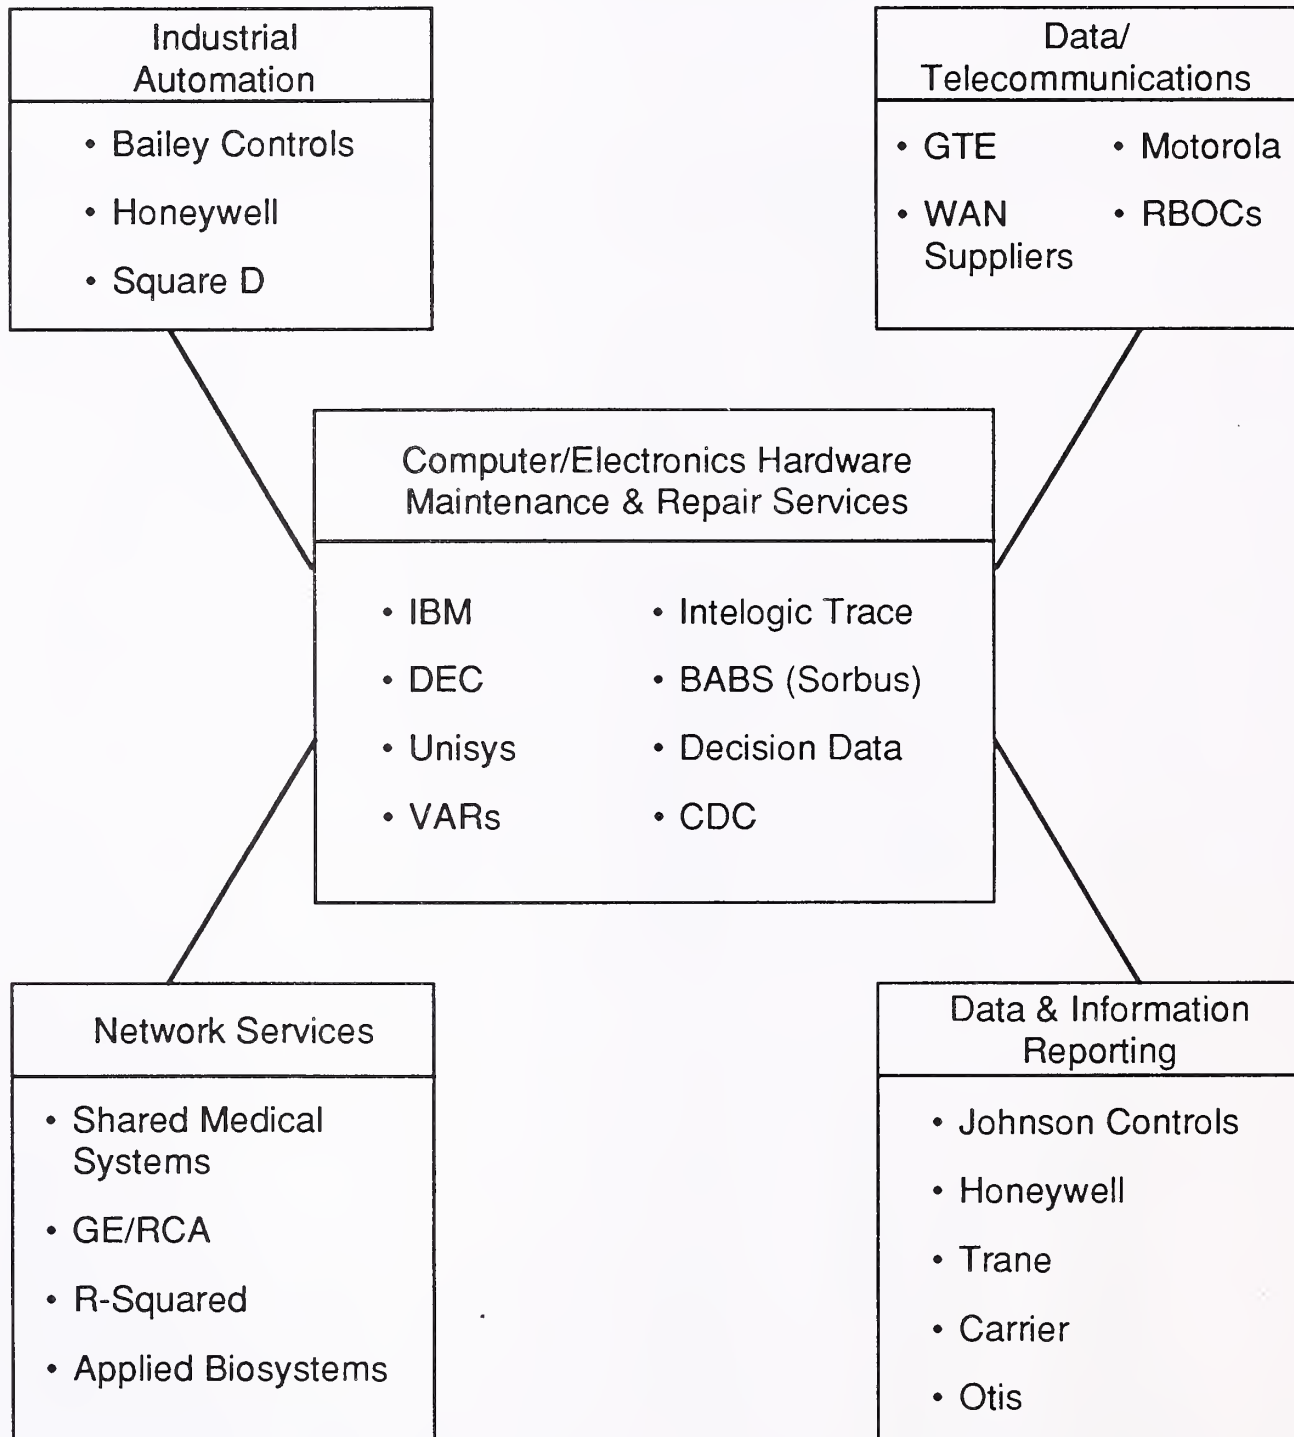 Industrial
Automation
• Bailey Controls
• Honeywell
• Square D
Data/
Telecommunications
• GTE
• Motorola
• WAN
Suppliers
• RBOCs
Computer/Electronics Hardware
Maintenance & Repair Services
• IBM
• DEC
• Unisys
• VARs
• Intelogic Trace
• BABS (Sorbus)
• Decision Data
• CDC
Network Services
• Shared Medical
Systems
• GE/RCA
• R-Squared
• Applied Biosystems
Data & Information
Reporting
• Johnson Controls
• Honeywell
• Trane
• Carrier
• Otis